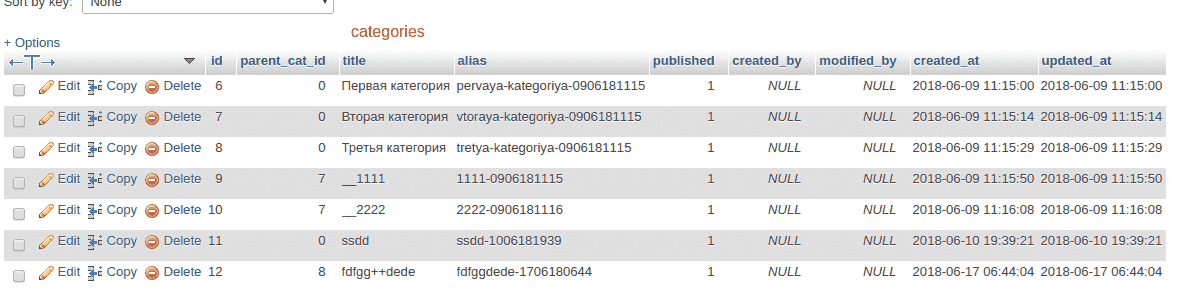 Sort by key: None
categories
+ Options
id parent_cat_id title alias published created_by modified_by created_at updated_at
Edit Copy Delete 6 0 Первая категория pervaya-kategoriya-0906181115 1 NULL NULL 2018-06-09 11:15:00 2018-06-09 11:15:00
Edit Copy Delete 7 0 Вторая категория vtoraya-kategoriya-0906181115 1 NULL NULL 2018-06-09 11:15:14 2018-06-09 11:15:14
Edit Copy Delete 8 0 Третья категория tretya-kategoriya-0906181115 1 NULL NULL 2018-06-09 11:15:29 2018-06-09 11:15:29
Edit Copy Delete 9 7 __1111 1111-0906181115 1 NULL NULL 2018-06-09 11:15:50 2018-06-09 11:15:50
Edit Copy Delete 10 7 __2222 2222-0906181116 1 NULL NULL 2018-06-09 11:16:08 2018-06-09 11:16:08
Edit Copy Delete 11 0 ssdd ssdd-1006181939 1 NULL NULL 2018-06-10 19:39:21 2018-06-10 19:39:21
Edit Copy Delete 12 8 fdfgg++dede fdfggdede-1706180644 1 NULL NULL 2018-06-17 06:44:04 2018-06-17 06:44:04